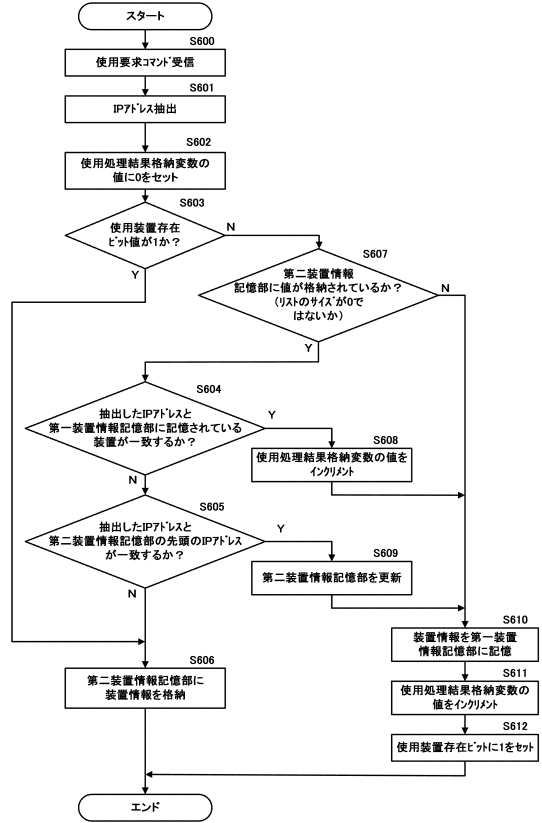 スタート
S600
使用要求ｺﾏﾝﾄﾞ受信
S601
IPｱﾄﾞﾚｽ抽出
S602
使用処理結果格納変数の
値に0をセット
S603
使用装置存在
ﾋﾞｯﾄ値が1か？
N
Y
S607
第二装置情報
記憶部に値が格納されているか？
（リストのｻｲｽﾞが0で
はないか）
N
Y
S604
抽出したIPｱﾄﾞﾚｽと
第一装置情報記憶部に記憶されている
装置が一致するか？
Y
N
S608
使用処理結果格納変数の値を
ｲﾝｸﾘﾒﾝﾄ
S605
抽出したIPｱﾄﾞﾚｽと
第二装置情報記憶部の先頭のIPｱﾄﾞﾚｽ
が一致するか？
Y
N
S609
第二装置情報記憶部を更新
S610
装置情報を第一装置
情報記憶部に記憶
S606
第二装置情報記憶部に
装置情報を格納
S611
使用処理結果格納変数の
値をｲﾝｸﾘﾒﾝﾄ
S612
使用装置存在ﾋﾞｯﾄに1をセット
エンド